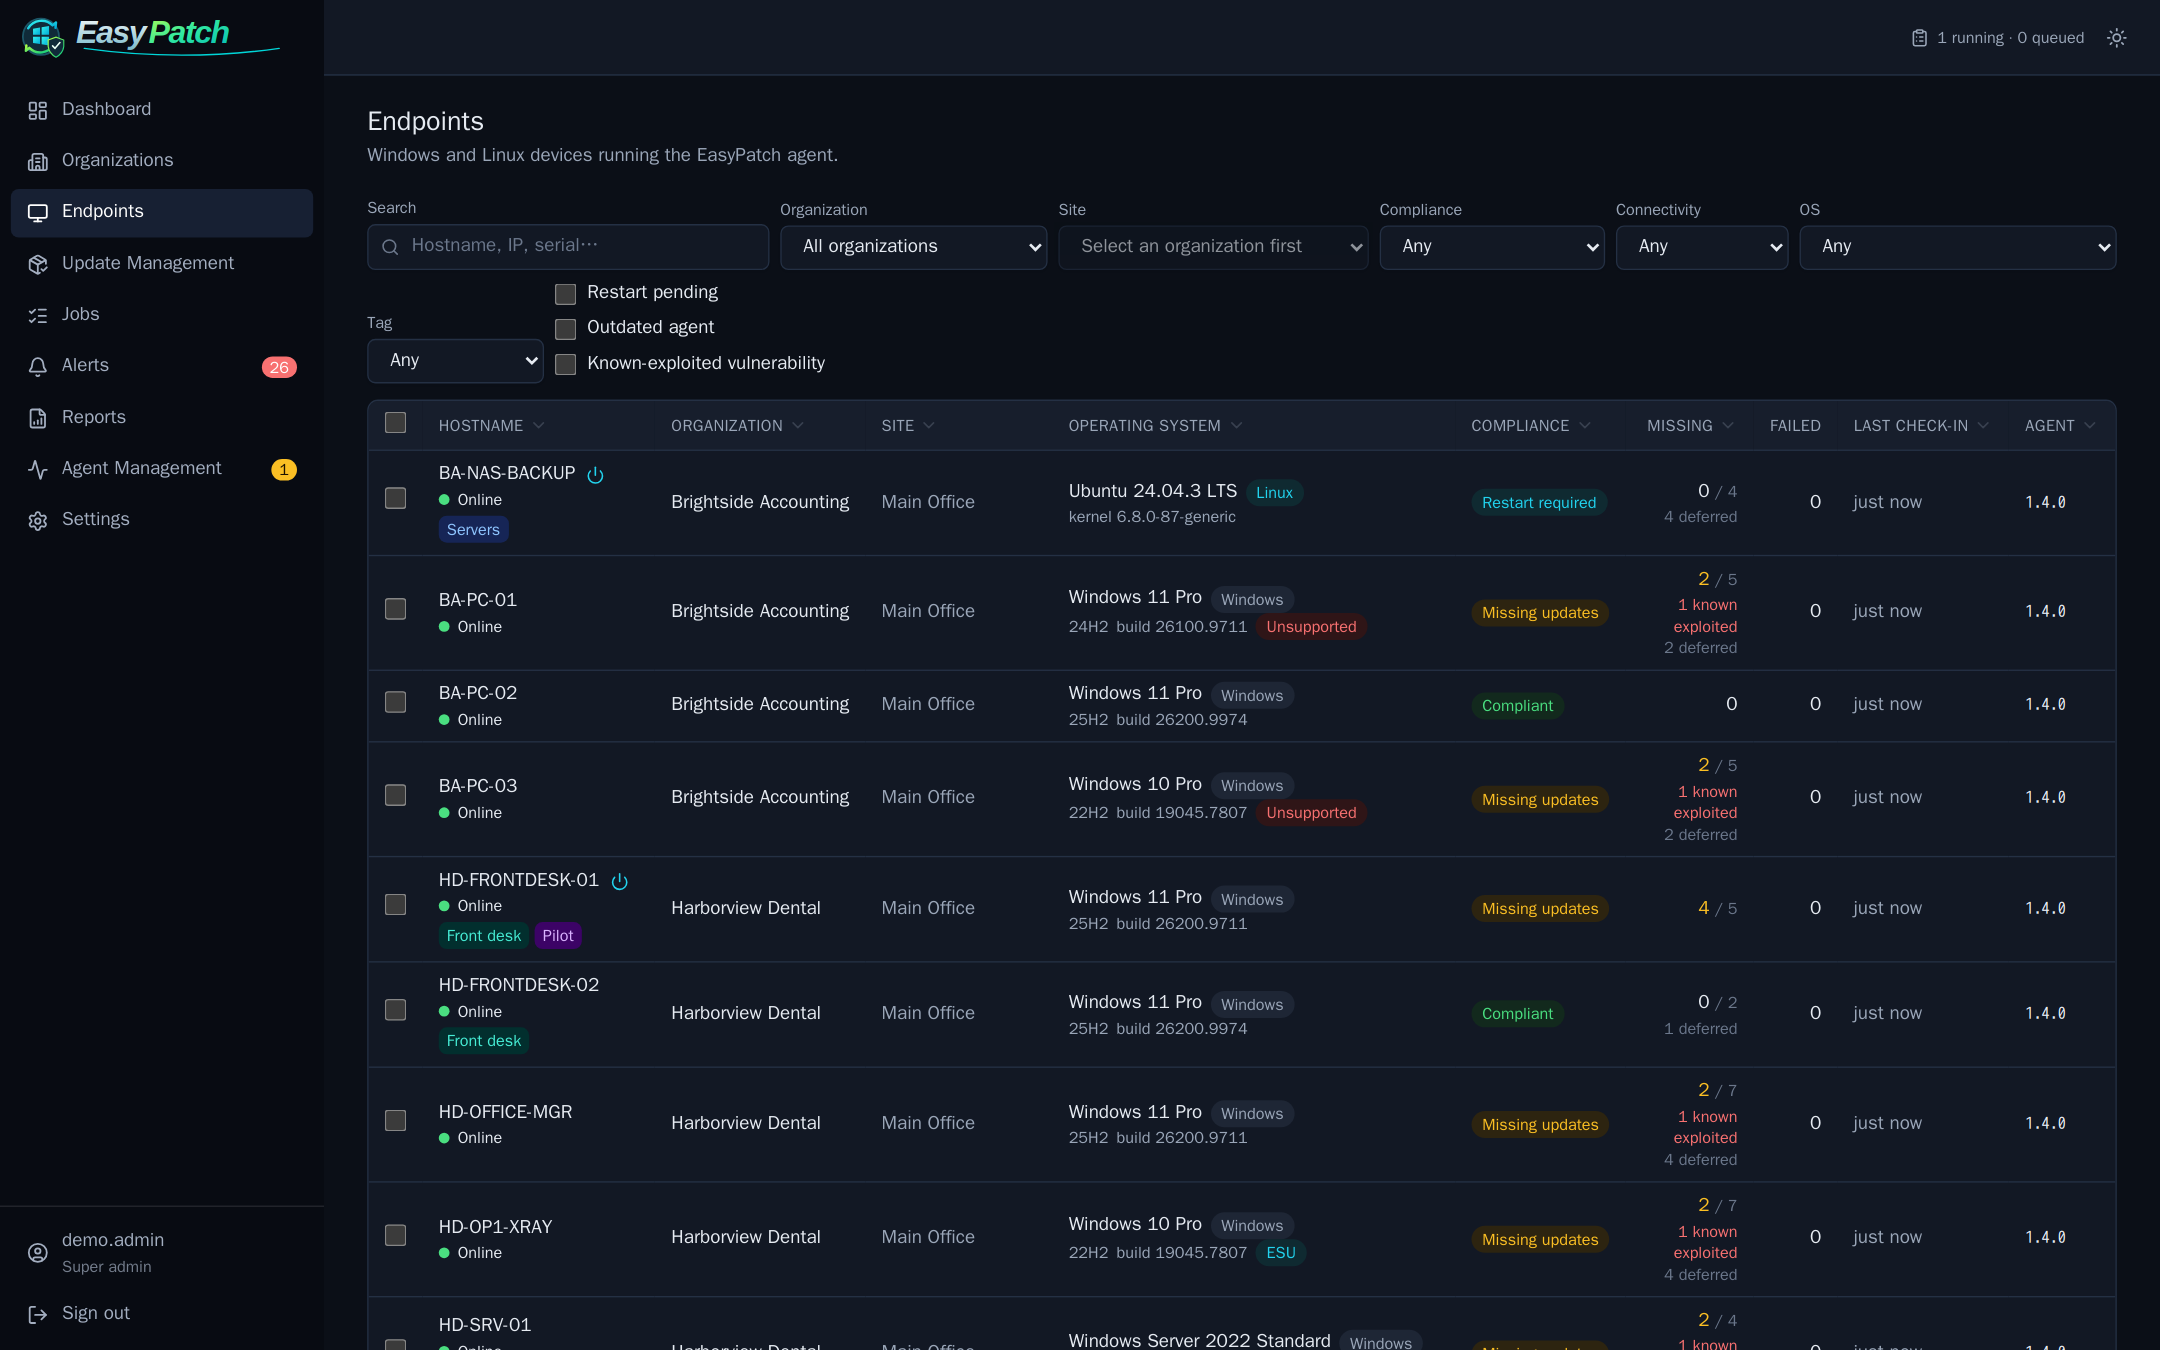 EasyPatch
1 running · 0 queued
Dashboard
Organizations
Endpoints
Update Management
Jobs
Alerts 26
Reports
Agent Management 1
Settings
demo.admin
Super admin
Sign out
Endpoints
Windows and Linux devices running the EasyPatch agent.
Search
Hostname, IP, serial···
Organization
All organizations
Site
Select an organization first
Compliance
Any
Connectivity
Any
OS
Any
Tag
Any
Restart pending
Outdated agent
Known-exploited vulnerability
HOSTNAME ORGANIZATION SITE OPERATING SYSTEM COMPLIANCE MISSING FAILED LAST CHECK-IN AGENT
BA-NAS-BACKUP
Online
Servers
Brightside Accounting
Main Office
Ubuntu 24.04.3 LTS Linux
kernel 6.8.0-87-generic
Restart required
0 / 4
4 deferred
0
just now
1.4.0
BA-PC-01
Online
Brightside Accounting
Main Office
Windows 11 Pro Windows
24H2 build 26100.9711 Unsupported
Missing updates
2 / 5
1 known
exploited
2 deferred
0
just now
1.4.0
BA-PC-02
Online
Brightside Accounting
Main Office
Windows 11 Pro Windows
25H2 build 26200.9974
Compliant
0
0
just now
1.4.0
BA-PC-03
Online
Brightside Accounting
Main Office
Windows 10 Pro Windows
22H2 build 19045.7807 Unsupported
Missing updates
2 / 5
1 known
exploited
2 deferred
0
just now
1.4.0
HD-FRONTDESK-01
Online
Front desk Pilot
Harborview Dental
Main Office
Windows 11 Pro Windows
25H2 build 26200.9711
Missing updates
4 / 5
0
just now
1.4.0
HD-FRONTDESK-02
Online
Front desk
Harborview Dental
Main Office
Windows 11 Pro Windows
25H2 build 26200.9974
Compliant
0 / 2
1 deferred
0
just now
1.4.0
HD-OFFICE-MGR
Online
Harborview Dental
Main Office
Windows 11 Pro Windows
25H2 build 26200.9711
Missing updates
2 / 7
1 known
exploited
4 deferred
0
just now
1.4.0
HD-OP1-XRAY
Online
Harborview Dental
Main Office
Windows 10 Pro Windows
22H2 build 19045.7807 ESU
Missing updates
2 / 7
1 known
exploited
4 deferred
0
just now
1.4.0
HD-SRV-01
Online
Harborview Dental
Main Office
Windows Server 2022 Standard Windows
Missing updates
2 / 4
1 known
0
just now
1.4.0